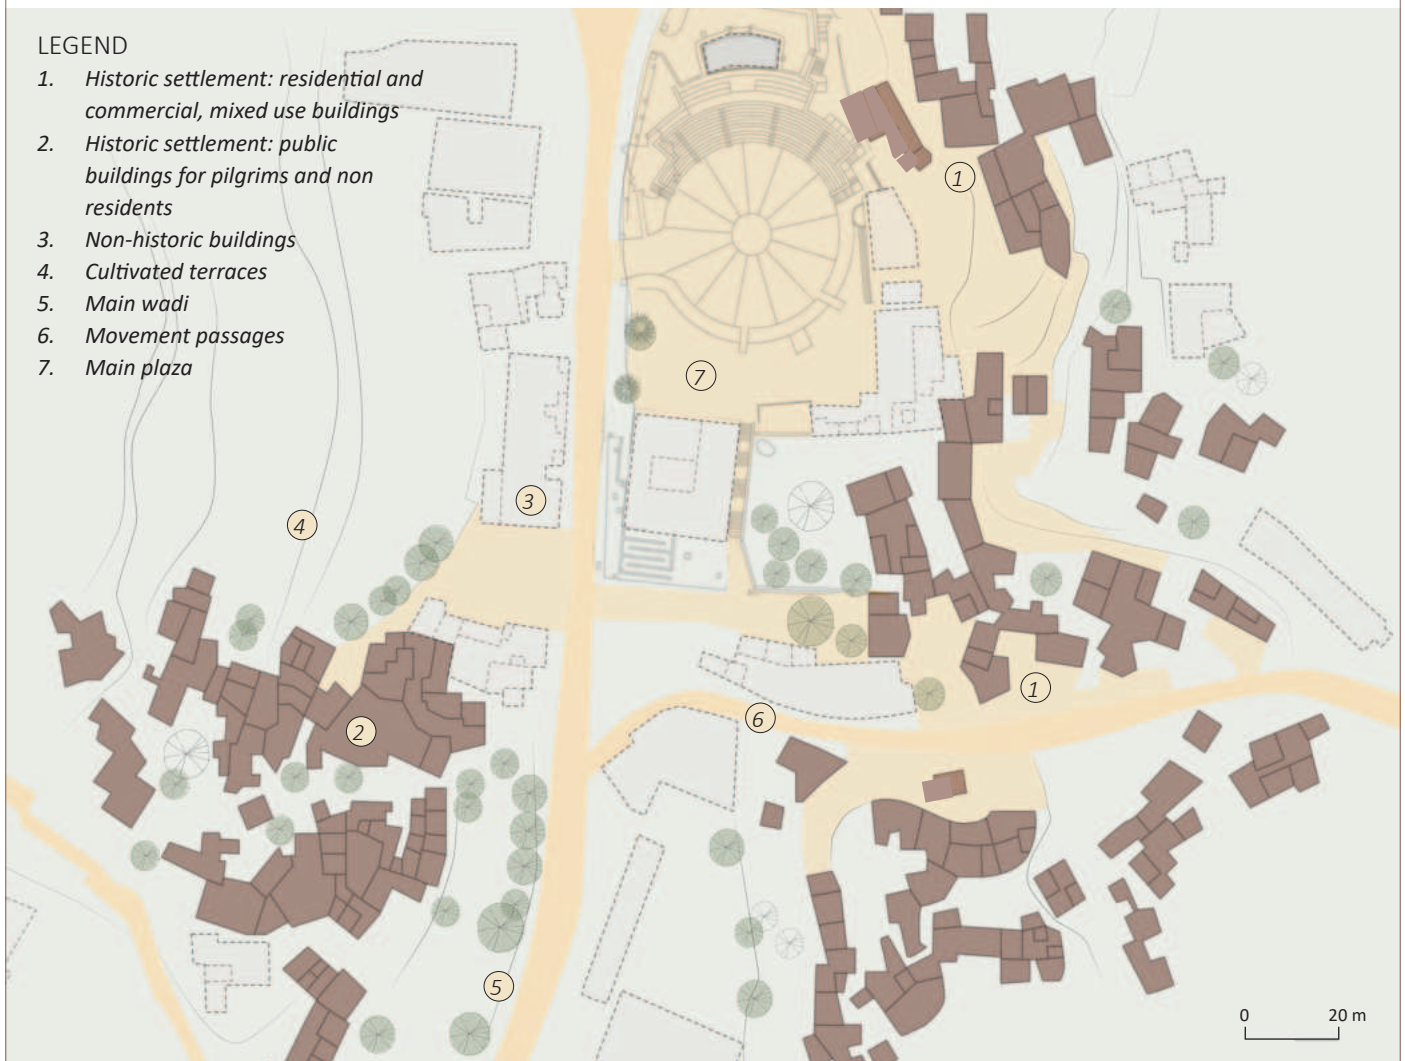 LEGEND
1. Historic settlement: residential and
commercial, mixed use buildings
2. Historic settlement: public
buildings for pilgrims and non
residents
3. Non-historic buildings
4. Cultivated terraces
5. Main wadi
6. Movement passages
7. Main plaza
1
7
3
4
1
6
2
5
0 20 m